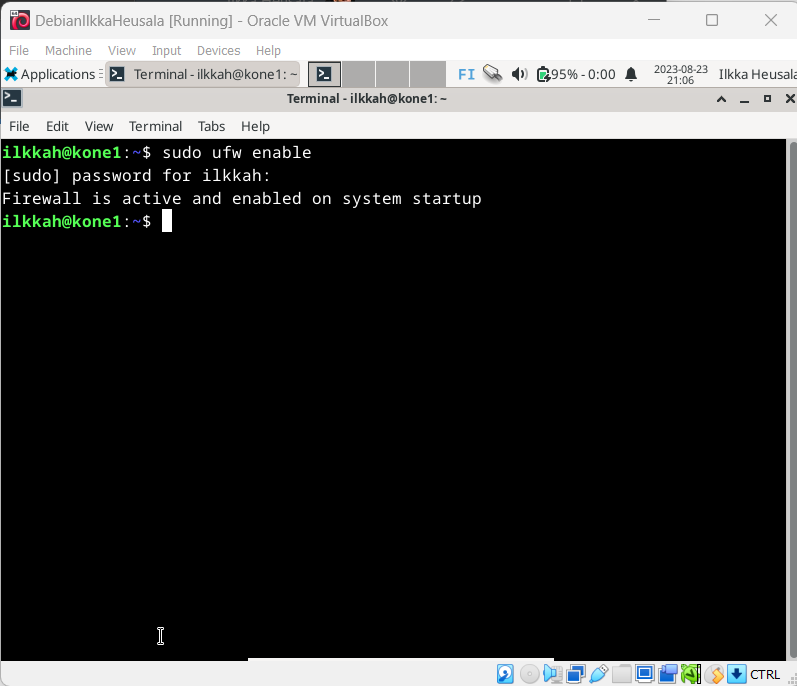 DebianIlkkaHeusala [Running] - Oracle VM VirtualBox
File Machine View Input Devices Help
Applications Terminal - ilkkah@kone1: ~ FI 95% - 0:00 2023-08-23 21:06 Ilkka Heusala
Terminal - ilkkah@kone1: ~
File Edit View Terminal Tabs Help
ilkkah@kone1:~$ sudo ufw enable
[sudo] password for ilkkah:
Firewall is active and enabled on system startup
ilkkah@kone1:~$
CTRL